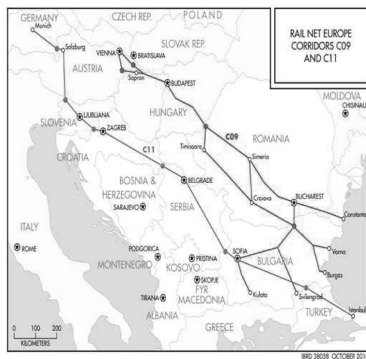 GERMANY
Munich
CZECH REP.
POLAND
RAIL NET EUROPE
CORRIDORS C09
AND C11
Salzburg
VIENNA
BRATISLAVA
SLOVAK REP.
AUSTRIA
Sopron
BUDAPEST
MOLDOVA
CHISINAU
HUNGARY
SLOVENIA
LJUBLJANA
ZAGREB
C09
ROMANIA
Timisoara
Simeria
CROATIA
C11
BELGRADE
BOSNIA &
HERZEGOVINA
SARAJEVO
SERBIA
Craiova
BUCHAREST
Constanta
ITALY
ROME
PODGORICA
MONTENEGRO
PRISTINA
KOSOVO
SOFIA
BULGARIA
Varna
Burgas
SKOPJE
FYR
MACEDONIA
TIRANA
ALBANIA
Kulata
Svilengrad
Istanbul
TURKEY
GREECE
0 100 200
KILOMETERS
IBRD 38058 OCTOBER 201